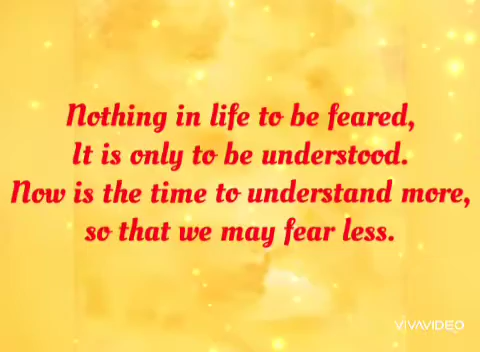 Nothing in life to be feared,
It is only to be understood.
Now is the time to understand more,
so that we may fear less.
VIVAVIDEO